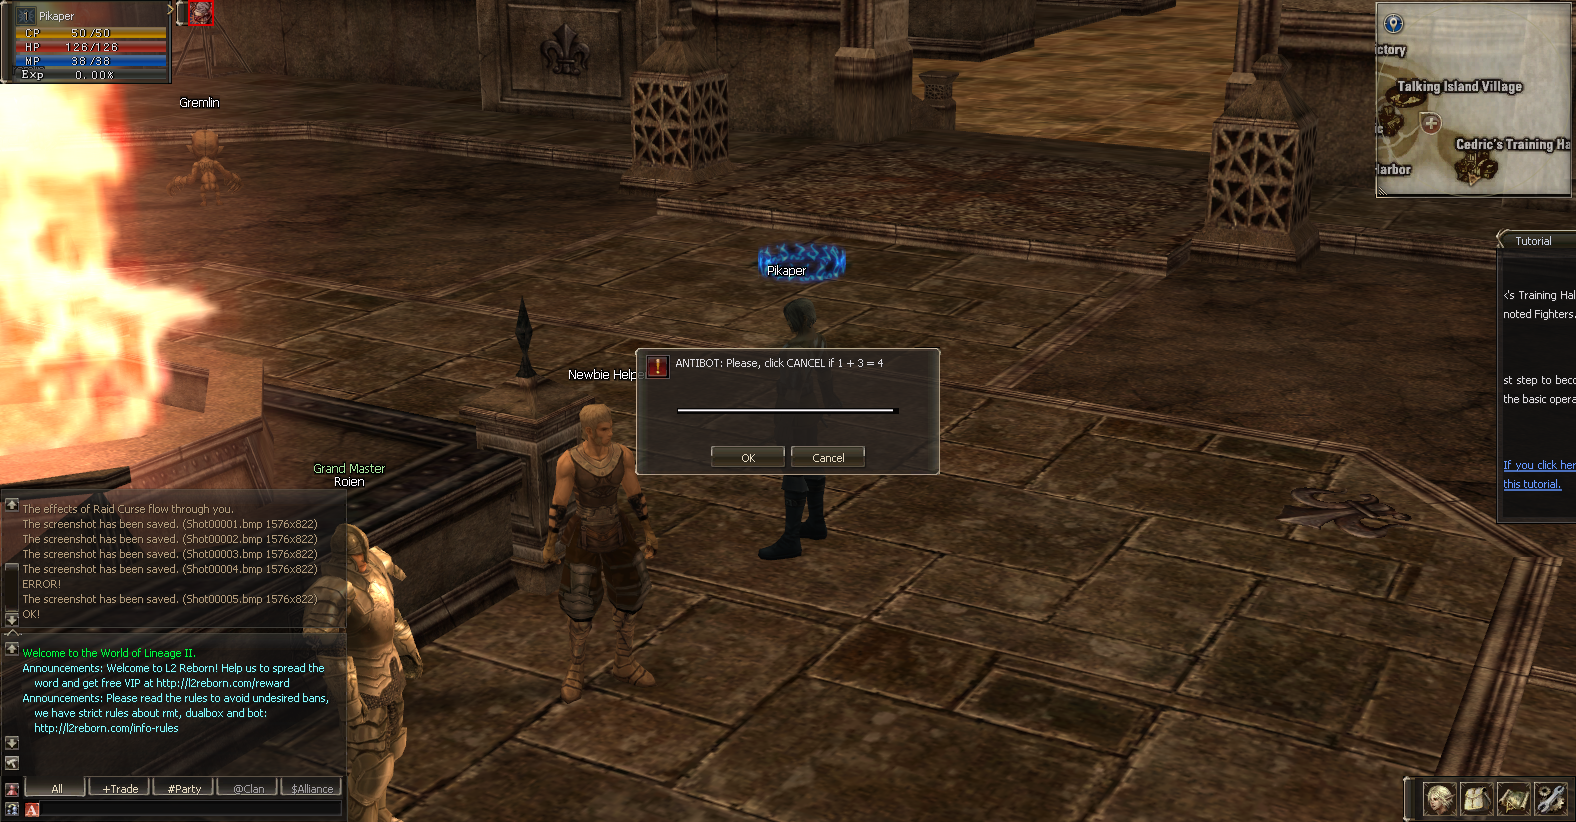 1 Pikaper
CP 50/50
HP 126/126
MP 38/38
Exp 0.00%
Gremlin
ictory
Talking Island Village
Cedric's Training Ha
Harbor
Tutorial
's Training Hal
noted Fighters.
st step to beco
the basic opera
If you click her
this tutorial.
Pikaper
ANTIBOT: Please, click CANCEL if 1 + 3 = 4
OK Cancel
Newbie Helpe
Grand Master
Roien
The effects of Raid Curse flow through you.
The screenshot has been saved. (Shot00001.bmp 1576x822)
The screenshot has been saved. (Shot00002.bmp 1576x822)
The screenshot has been saved. (Shot00003.bmp 1576x822)
The screenshot has been saved. (Shot00004.bmp 1576x822)
ERROR!
The screenshot has been saved. (Shot00005.bmp 1576x822)
OK!
Welcome to the World of Lineage II.
Announcements: Welcome to L2 Reborn! Help us to spread the
word and get free VIP at http://l2reborn.com/reward
Announcements: Please read the rules to avoid undesired bans,
we have strict rules about rmt, dualbox and bot:
http://l2reborn.com/info-rules
All +Trade #Party @Clan $Alliance
A